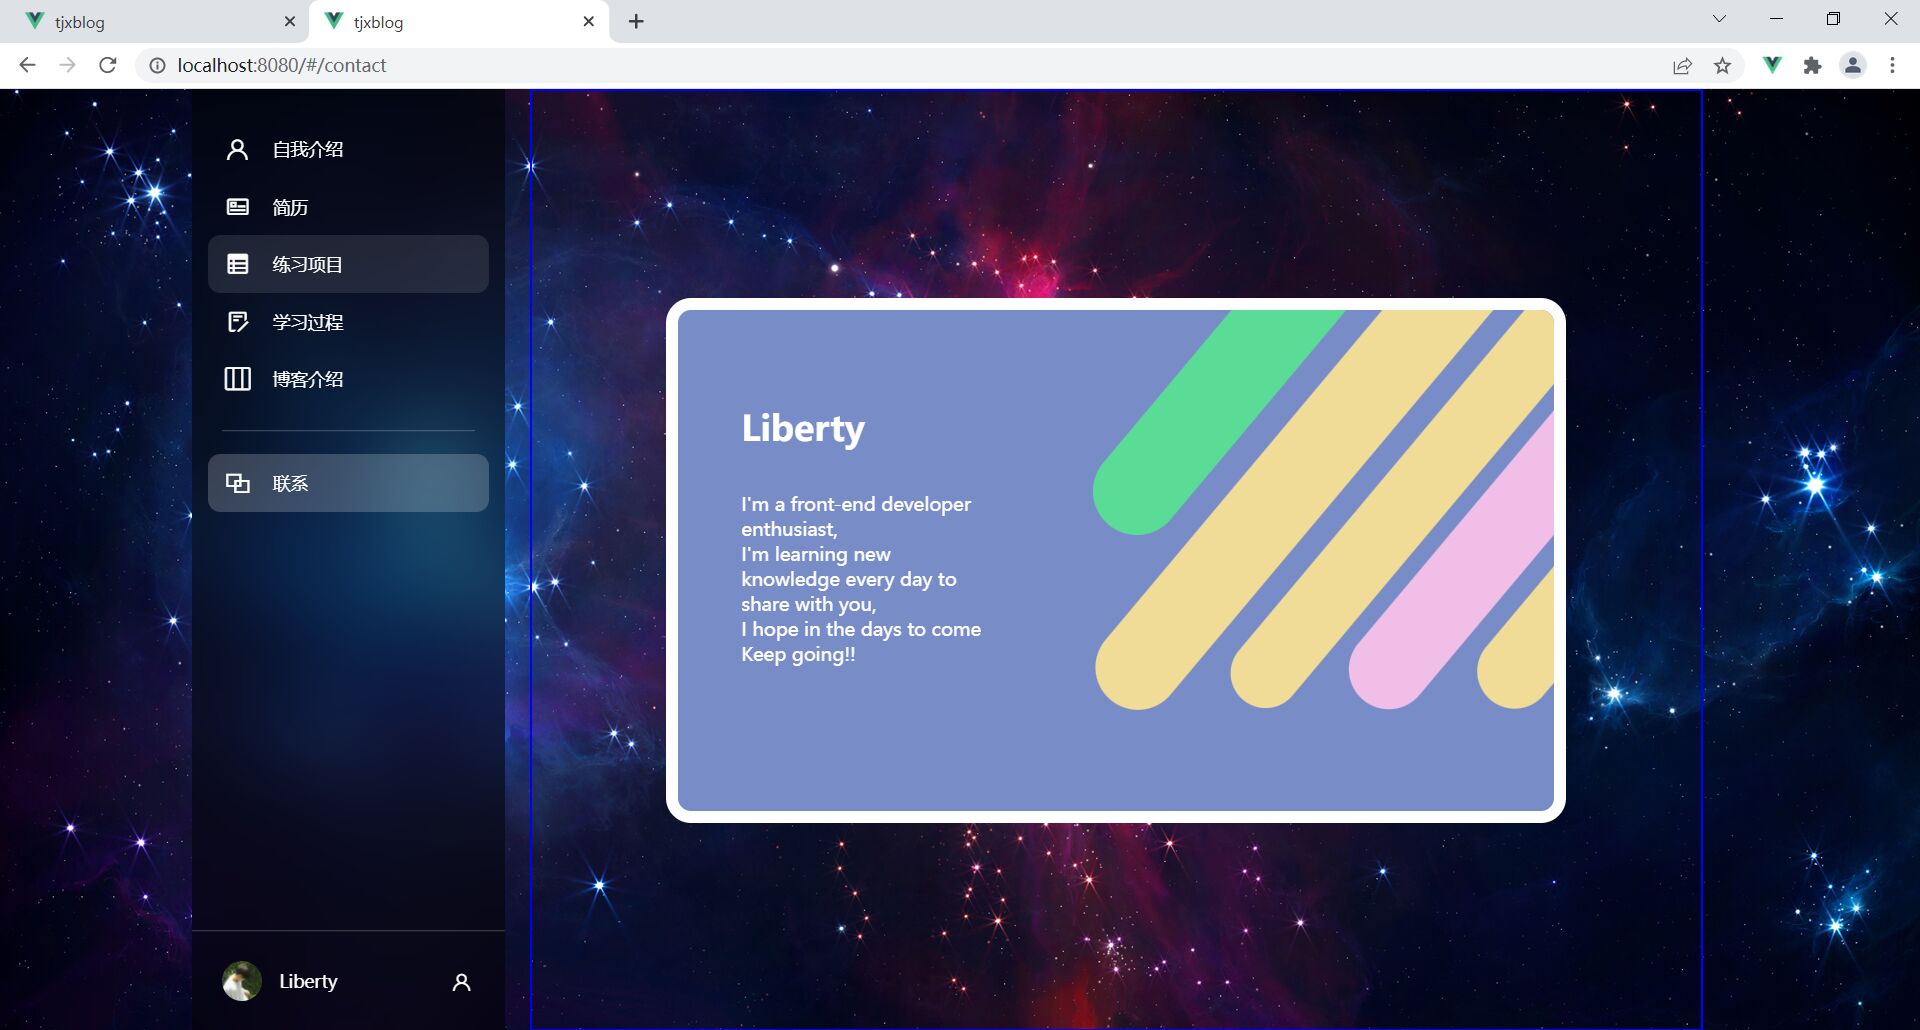 tjxblog
tjxblog
localhost:8080/#/contact
自我介绍
简历
练习项目
学习过程
博客介绍
联系
Liberty
Liberty
I'm a front-end developer
enthusiast,
I'm learning new
knowledge every day to
share with you,
I hope in the days to come
Keep going!!